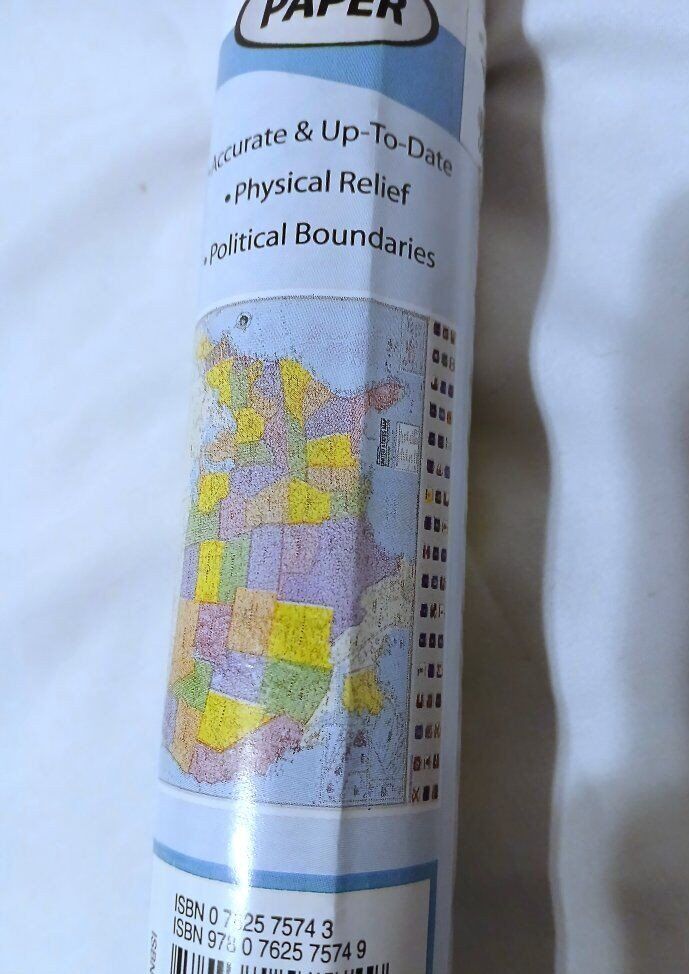 PAPER
•Accurate & Up-To-Date
•Physical Relief
•Political Boundaries
ISBN 0 7625 7574 3
ISBN 978 0 7625 7574 9
ISBN